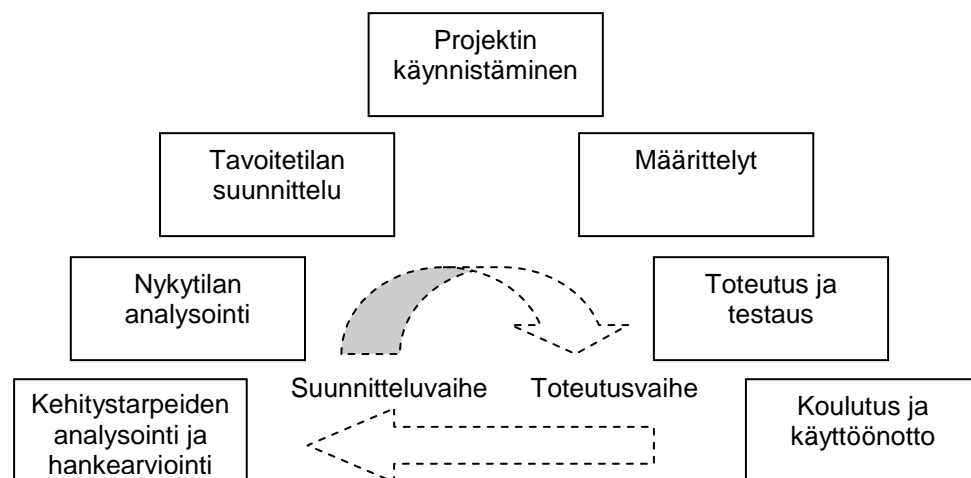 Projektin
käynnistäminen
Tavoitetilan
suunnittelu
Määrittelyt
Nykytilan
analysointi
Toteutus ja
testaus
Suunnitteluvaihe
Toteutusvaihe
Kehitystarpeiden
analysointi ja
hankearviointi
Koulutus ja
käyttöönotto